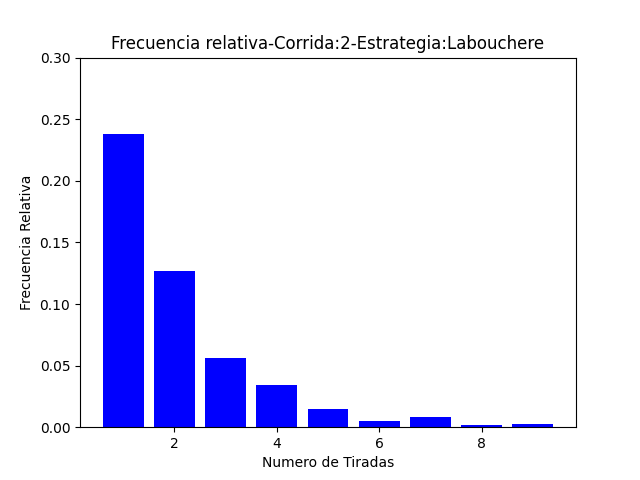 Frecuencia relativa-Corrida:2-Estrategia:Labouchere
0.30
0.25
0.20
0.15
0.10
0.05
0.00
Frecuencia Relativa
2 4 6 8
Numero de Tiradas